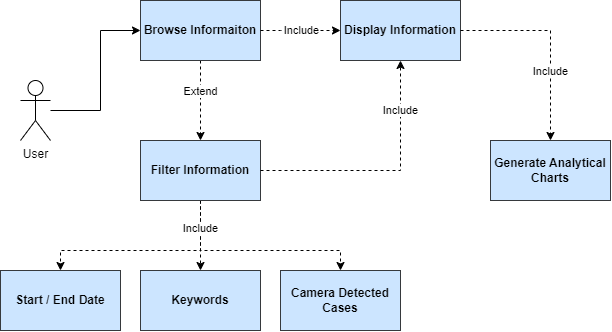 Browse Informaiton
Include
Display Information
Extend
Include
Include
User
Filter Information
Generate Analytical
Charts
Include
Start / End Date
Keywords
Camera Detected
Cases